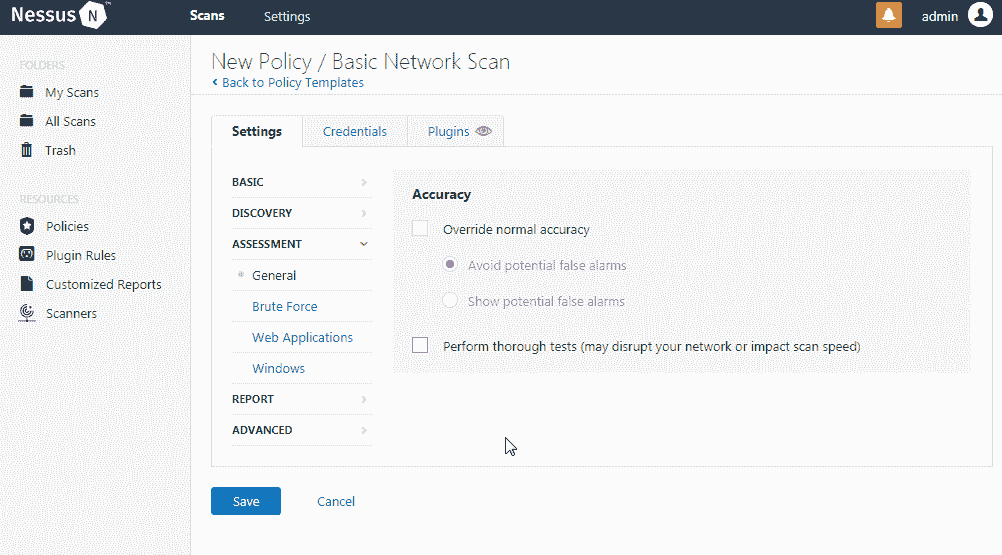 Nessus N ™ Scans Settings admin
FOLDERS
My Scans
All Scans
Trash
RESOURCES
Policies
Plugin Rules
Customized Reports
Scanners
New Policy / Basic Network Scan
Back to Policy Templates
Settings Credentials Plugins
BASIC
DISCOVERY
ASSESSMENT
General
Brute Force
Web Applications
Windows
REPORT
ADVANCED
Accuracy
Override normal accuracy
Avoid potential false alarms
Show potential false alarms
Perform thorough tests (may disrupt your network or impact scan speed)
Save Cancel